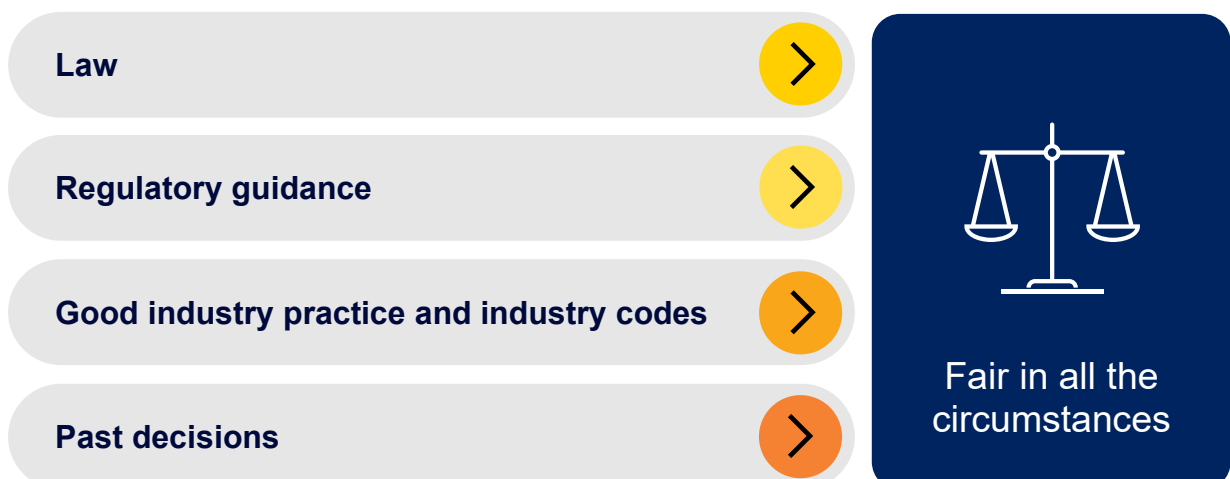 Law
Regulatory guidance
Good industry practice and industry codes
Past decisions
Fair in all the
circumstances